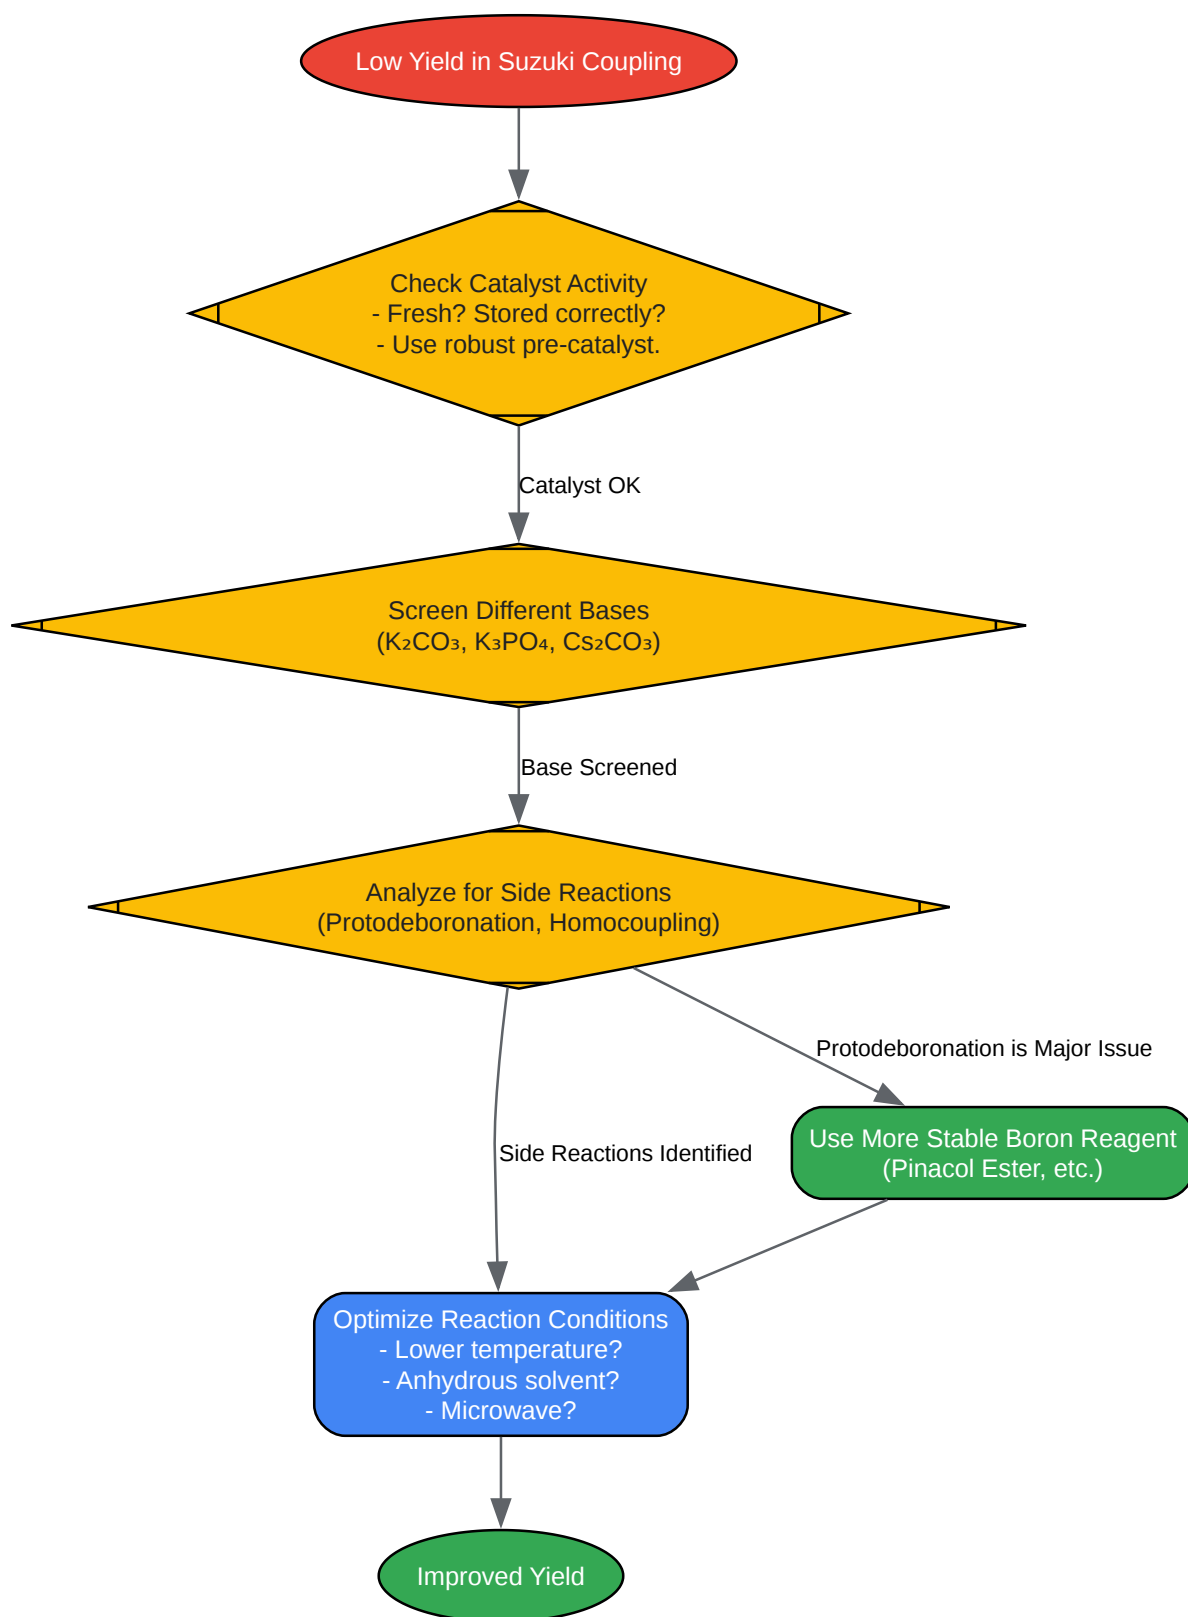 Low Yield in Suzuki Coupling
Check Catalyst Activity
- Fresh? Stored correctly?
- Use robust pre-catalyst.
Catalyst OK
Screen Different Bases
(K₂CO₃, K₃PO₄, Cs₂CO₃)
Base Screened
Analyze for Side Reactions
(Protodeboronation, Homocoupling)
Protodeboronation is Major Issue
Use More Stable Boron Reagent
(Pinacol Ester, etc.)
Side Reactions Identified
Optimize Reaction Conditions
- Lower temperature?
- Anhydrous solvent?
- Microwave?
Improved Yield